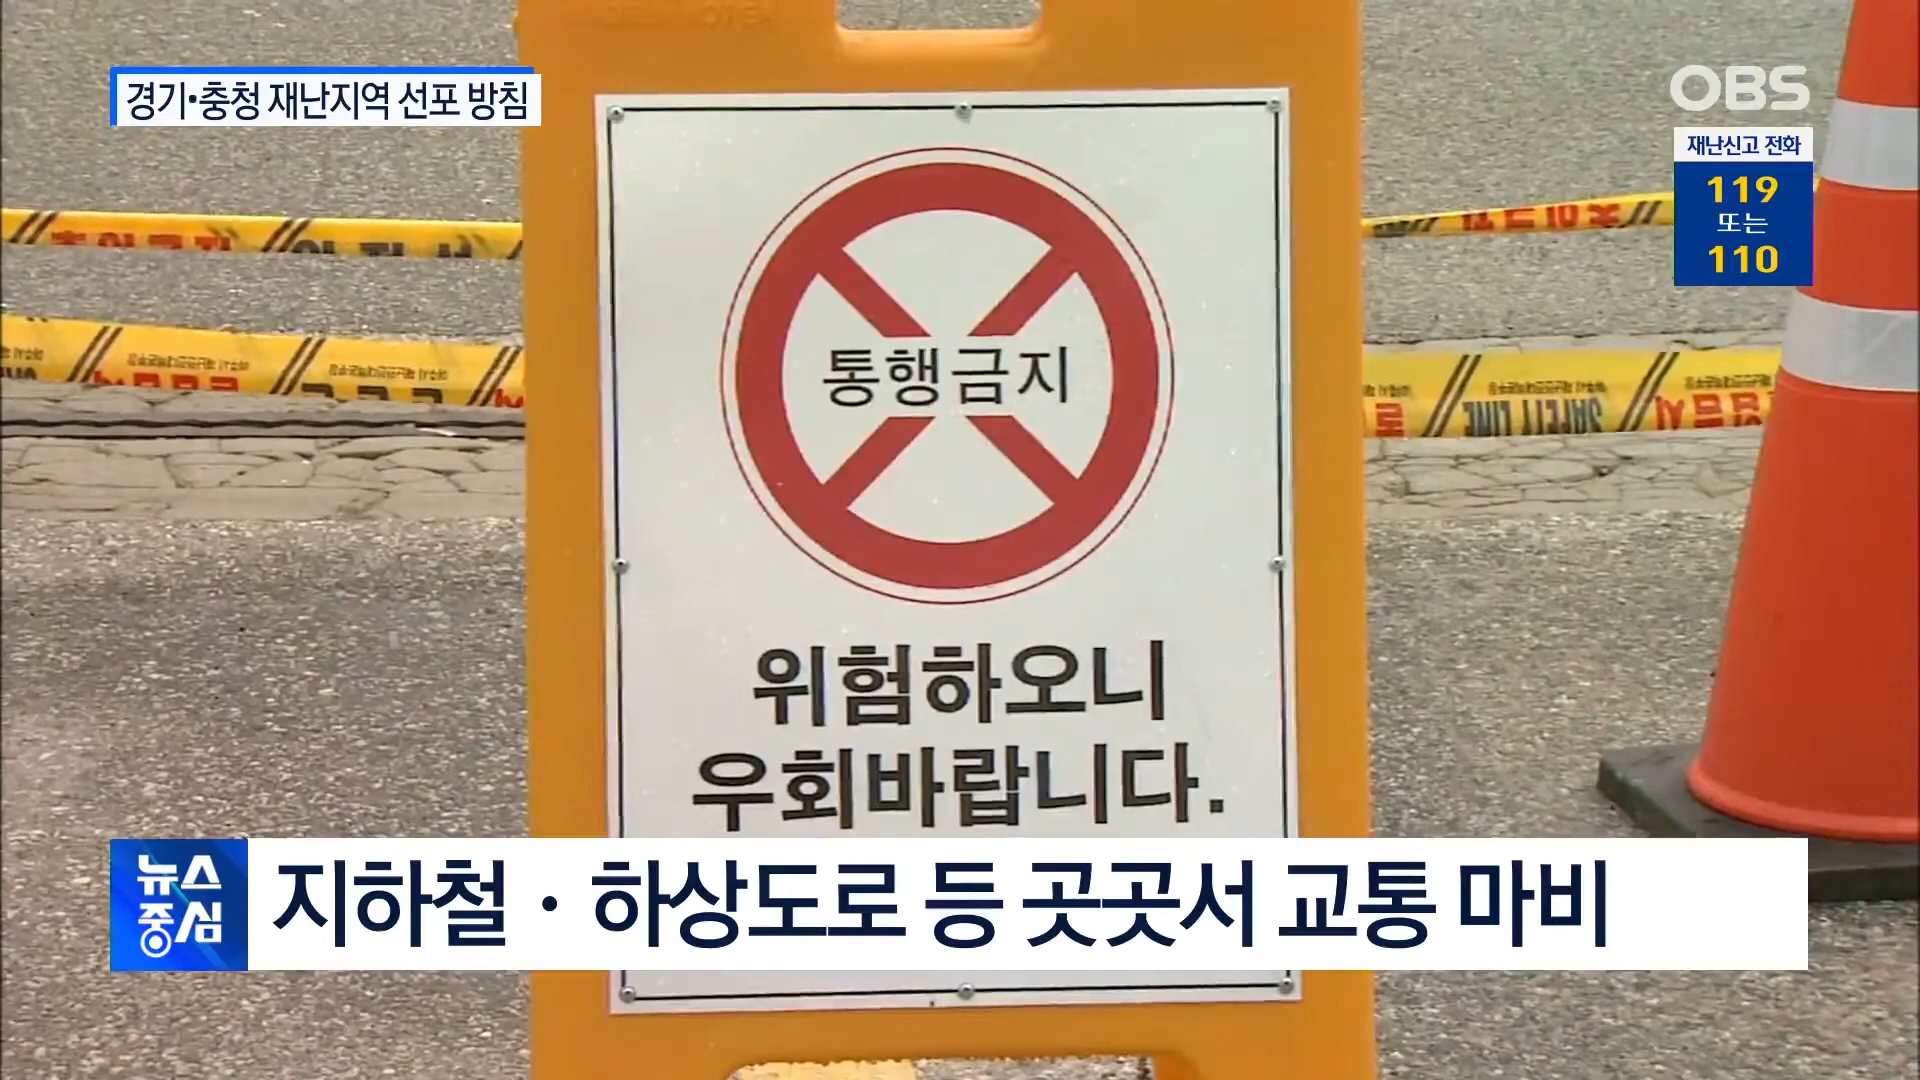 경기·충청 재난지역 선포 방침
OBS
재난신고 전화
119
또는
110
통행금지
위험하오니
우회바랍니다.
SAFETY LINE
뉴스
중심
지하철 · 하상도로 등 곳곳서 교통 마비